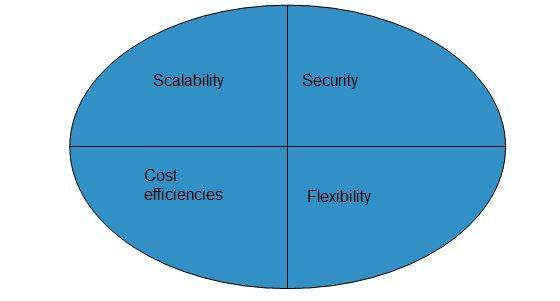 Scalability
Security
Cost
efficiencies
Flexibility